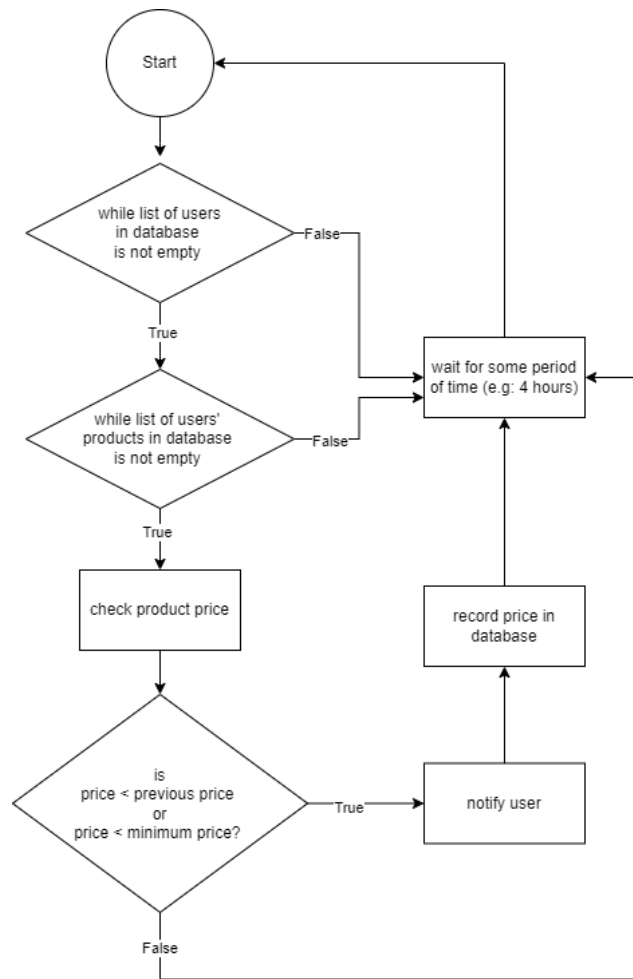 Start
while list of users
in database
is not empty
False
True
wait for some period
of time (e.g: 4 hours)
while list of users'
products in database
is not empty
False
True
check product price
record price in
database
is
price < previous price
or
price < minimum price?
True
notify user
False